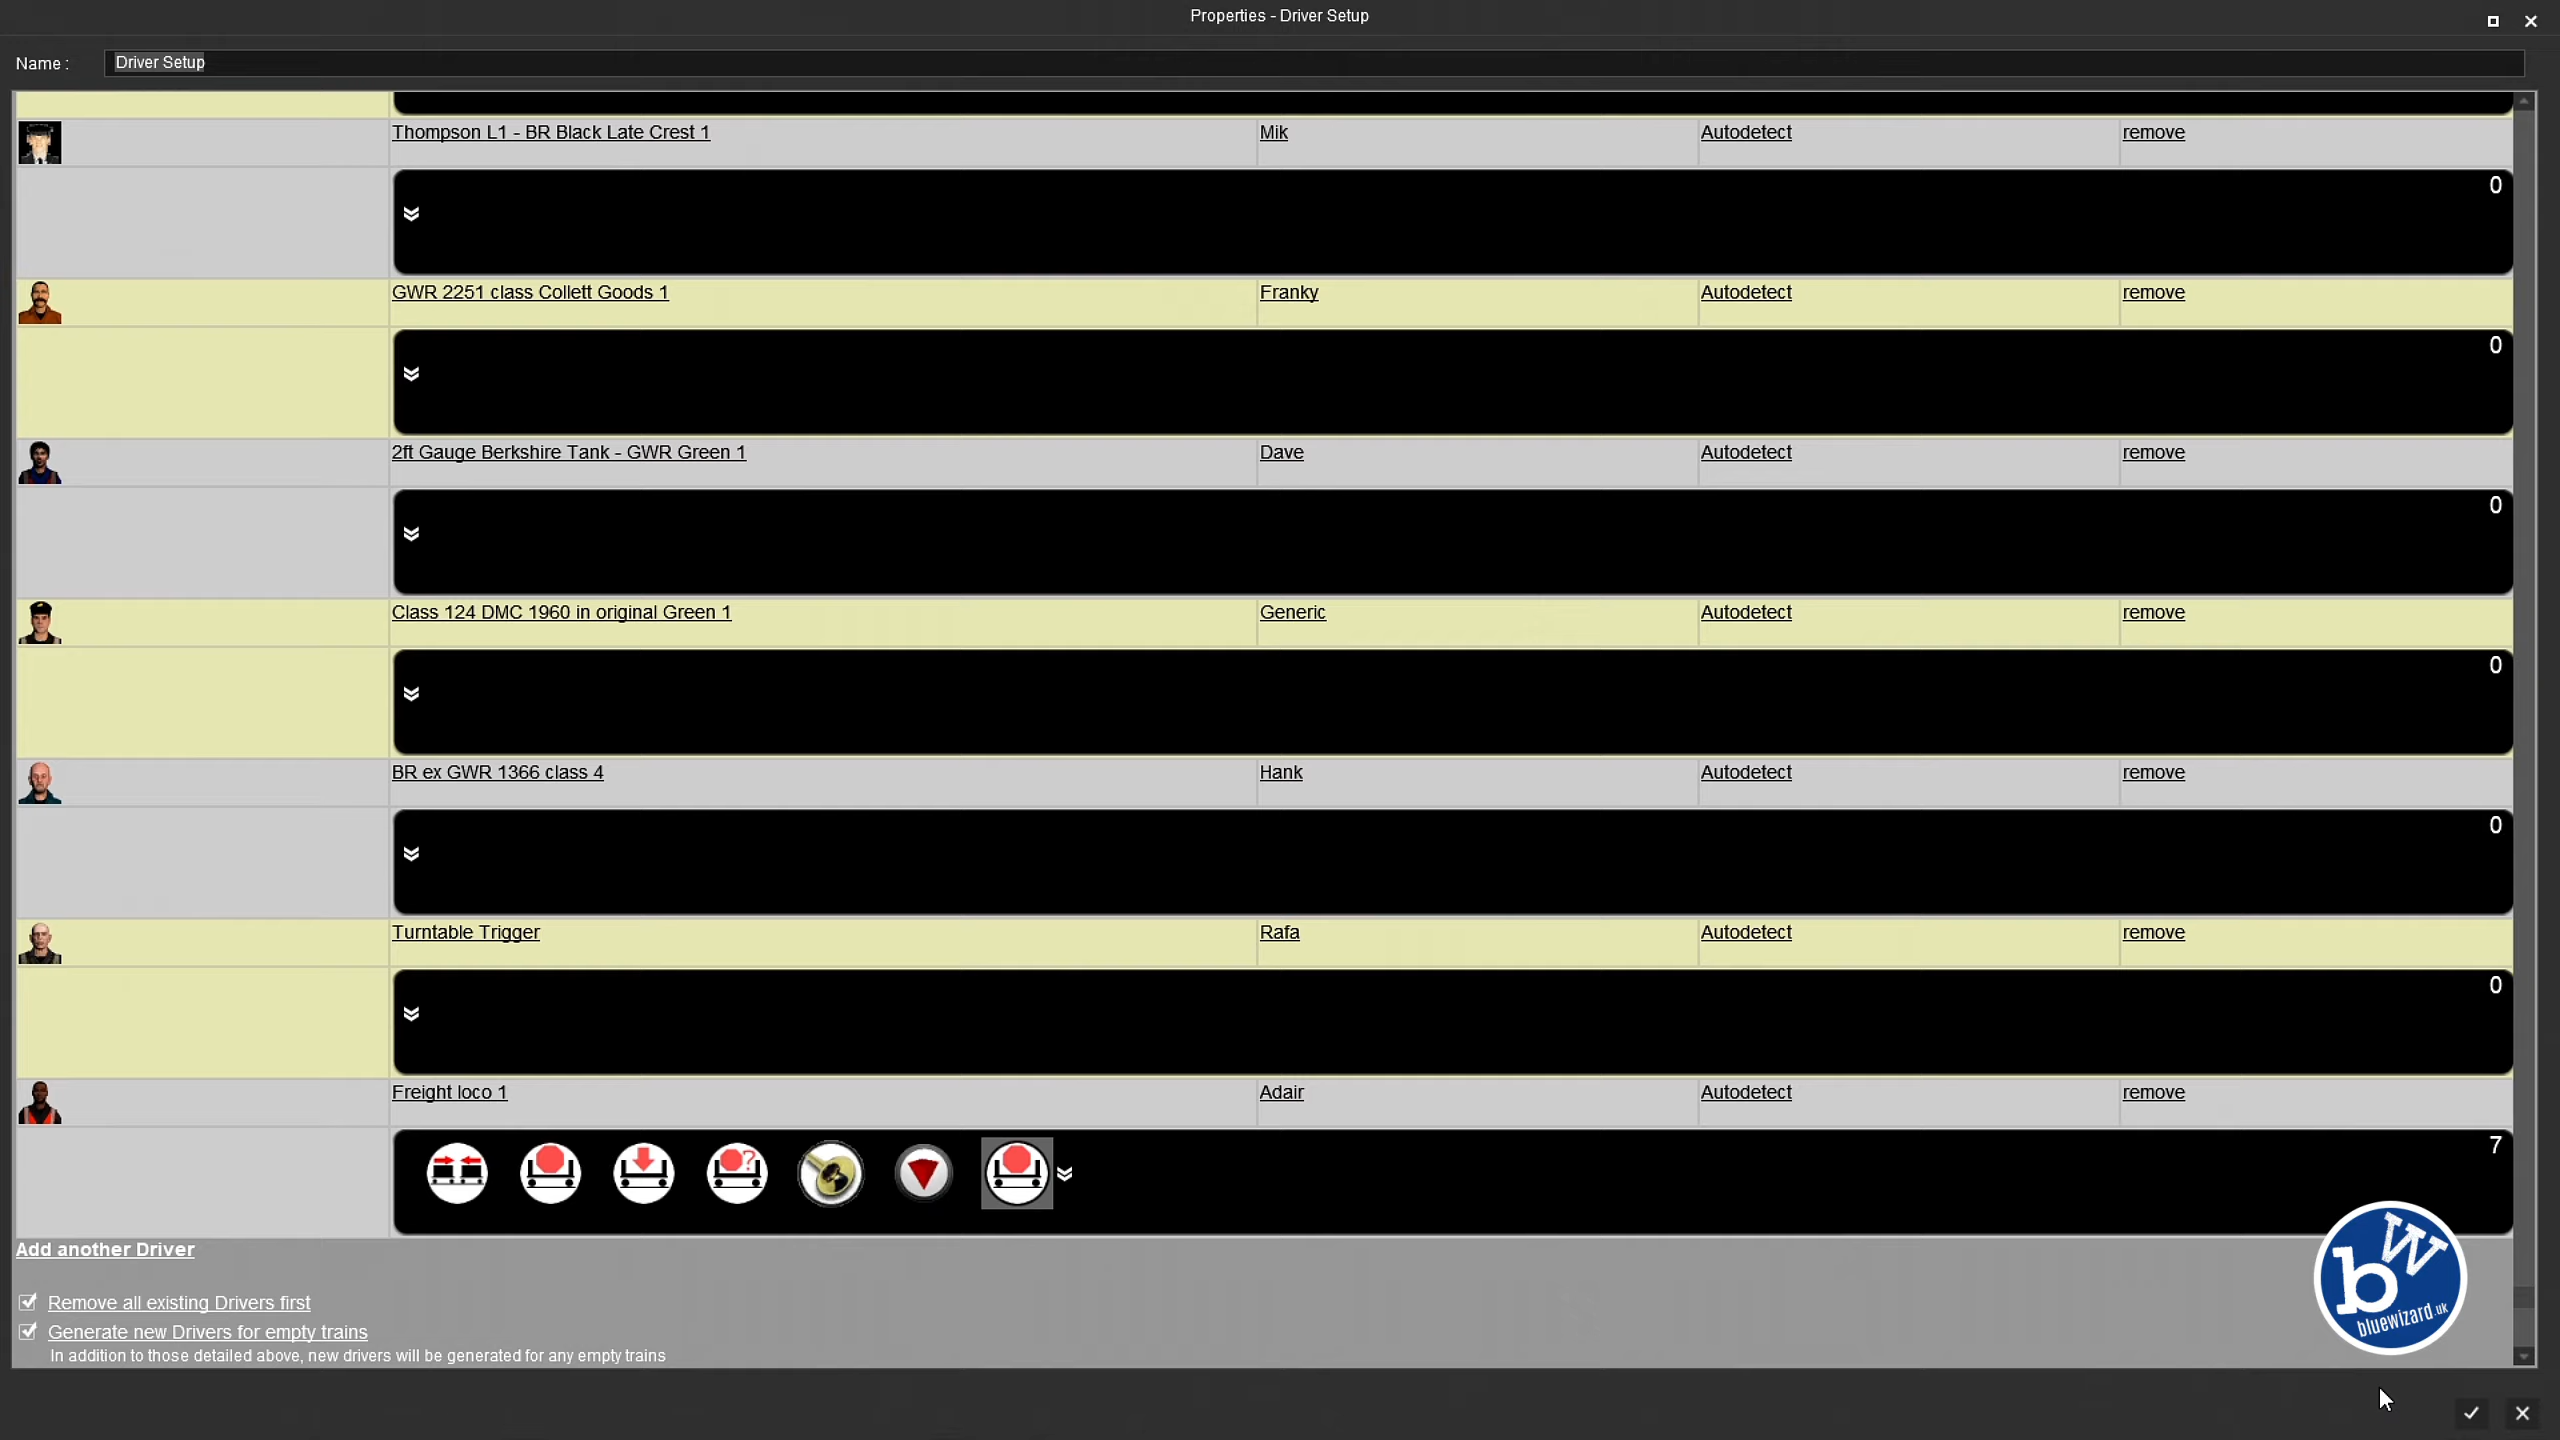 Properties - Driver Setup
Name :
Driver Setup
Thompson L1 - BR Black Late Crest 1 Mik Autodetect remove
0
GWR 2251 class Collett Goods 1 Franky Autodetect remove
0
2ft Gauge Berkshire Tank - GWR Green 1 Dave Autodetect remove
0
Class 124 DMC 1960 in original Green 1 Generic Autodetect remove
0
BR ex GWR 1366 class 4 Hank Autodetect remove
0
Turntable Trigger Rafa Autodetect remove
0
Freight loco 1 Adair Autodetect remove
7
?
Add another Driver
Remove all existing Drivers first
Generate new Drivers for empty trains
In addition to those detailed above, new drivers will be generated for any empty trains
bw
bluewizard.uk